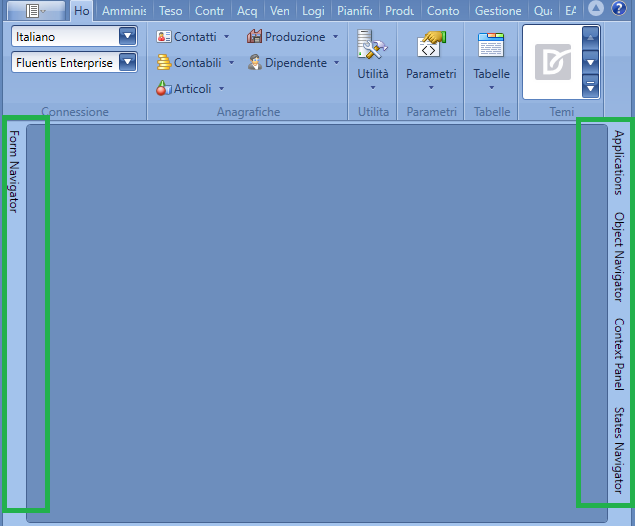 Ho Amminis Teso Contr Acq Ven Logi Pianific Produ Conto Gestione Qua EA
Italiano
Fluentis Enterprise
Connessione
Contatti
Contabili
Articoli
Produzione
Dipendente
Anagrafiche
Utilità
Utilita
Parametri
Parametri
Tabelle
Tabelle
Temi
Form Navigator
Applications
Object Navigator
Context Panel
States Navigator